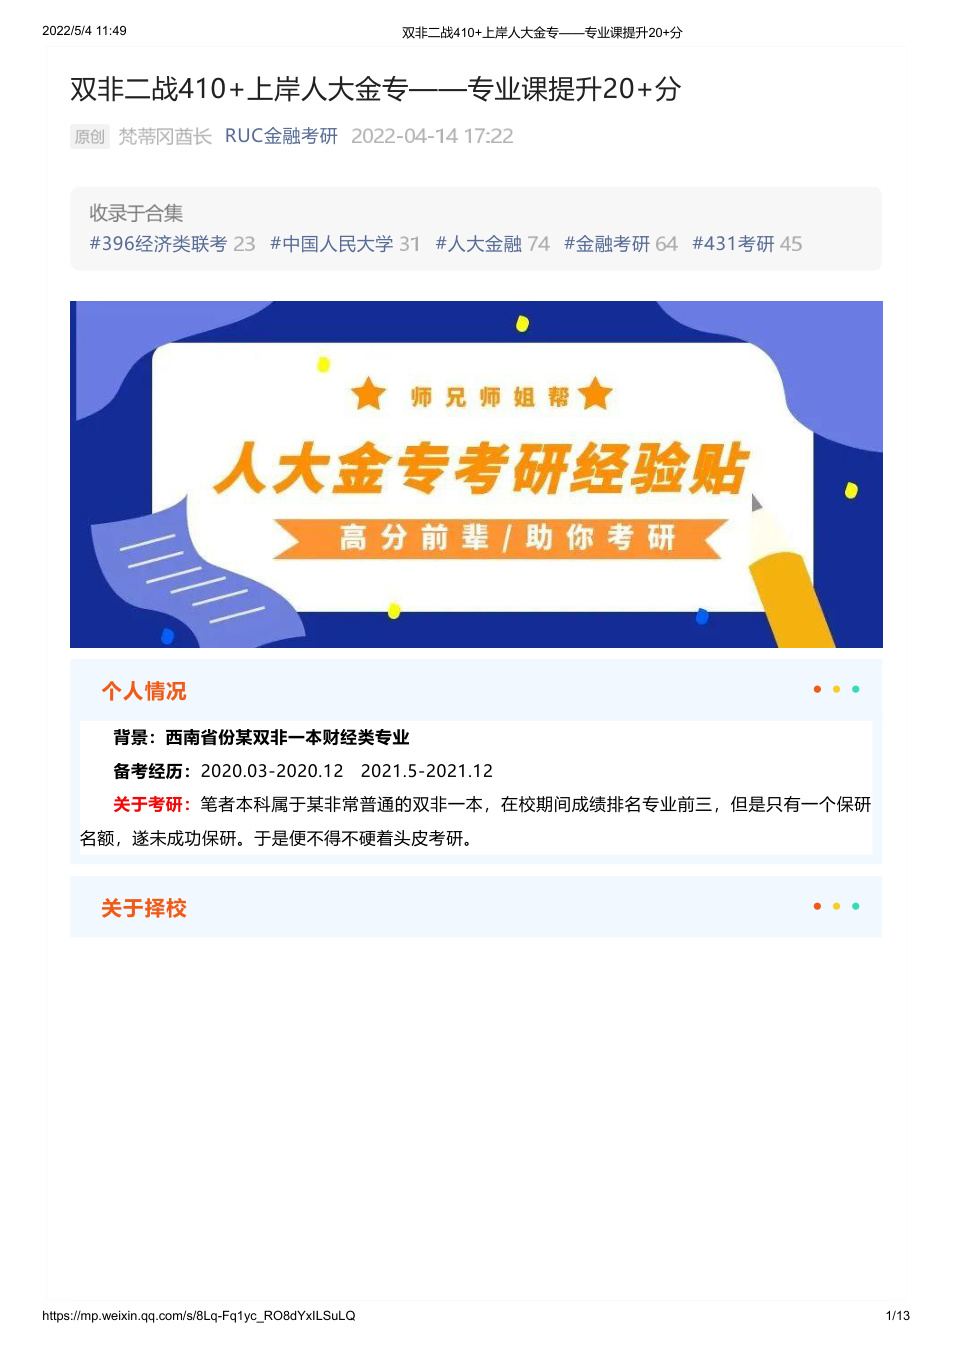 2022/5/4 11:49
双非二战410+上岸人大金专——专业课提升20+分
双非二战410+上岸人大金专——专业课提升20+分
原创 梵蒂冈酋长 RUC金融考研 2022-04-14 17:22
收录于合集
#396经济类联考 23 #中国人民大学 31 #人大金融 74 #金融考研 64 #431考研 45
师兄师姐帮
人大金专考研经验贴
高分前辈/助你考研
个人情况
背景：西南省份某双非一本财经类专业
备考经历：2020.03-2020.12 2021.5-2021.12
关于考研：笔者本科属于某非常普通的双非一本，在校期间成绩排名专业前三，但是只有一个保研
名额，遂未成功保研。于是便不得不硬着头皮考研。
关于择校
https://mp.weixin.qq.com/s/8Lq-Fq1yc_RO8dYxILSuLQ
1/13